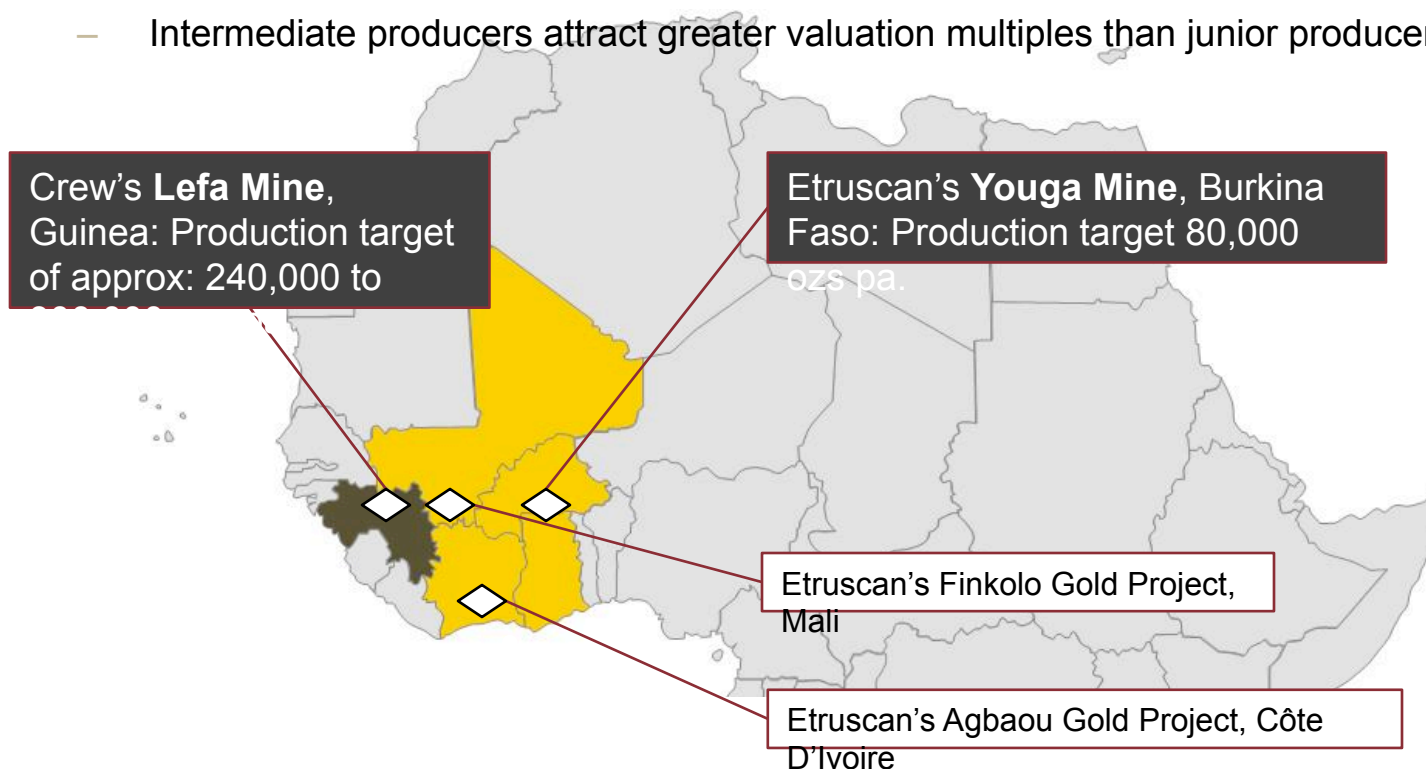 – Intermediate producers attract greater valuation multiples than junior producer
Crew's Lefa Mine,
Guinea: Production target
of approx: 240,000 to
Etruscan's Youga Mine, Burkina
Faso: Production target 80,000
ozs pa.
Etruscan's Finkolo Gold Project,
Mali
Etruscan's Agbaou Gold Project, Côte
D'Ivoire